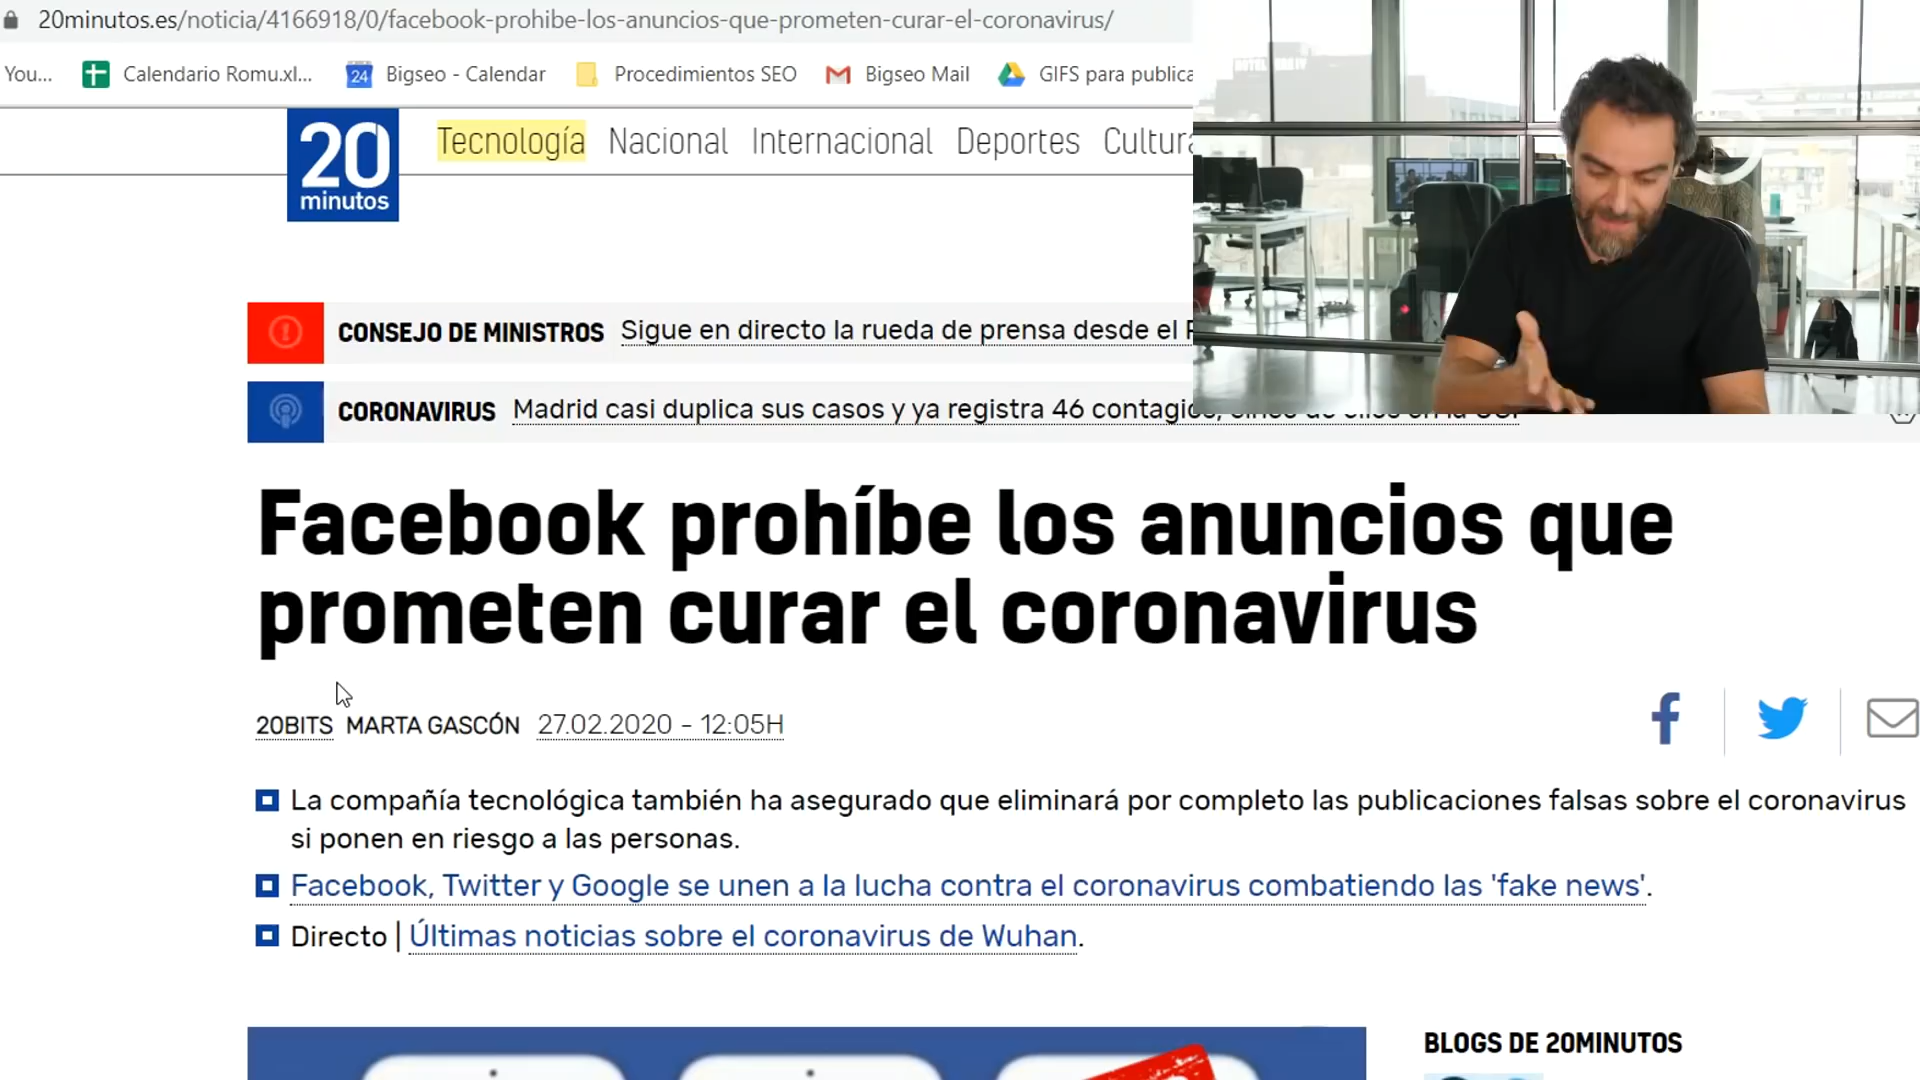 20minutos.es/noticia/4166918/0/facebook-prohibe-los-anuncios-que-prometen-curar-el-coronavirus/
You... Calendario Romu.xl... 24 Bigseo - Calendar Procedimientos SEO Bigseo Mail GIFS para publica
20 minutos
Tecnología Nacional Internacional Deportes Cultura
CONSEJO DE MINISTROS Sigue en directo la rueda de prensa desde el
CORONAVIRUS Madrid casi duplica sus casos y ya registra 46
Facebook prohíbe los anuncios que
prometen curar el coronavirus
20BITS MARTA GASCÓN 27.02.2020 - 12:05H
La compañía tecnológica también ha asegurado que eliminará por completo las publicaciones falsas sobre el coronavirus
si ponen en riesgo a las personas.
Facebook, Twitter y Google se unen a la lucha contra el coronavirus combatiendo las 'fake news'.
Directo | Últimas noticias sobre el coronavirus de Wuhan.
BLOGS DE 20MINUTOS